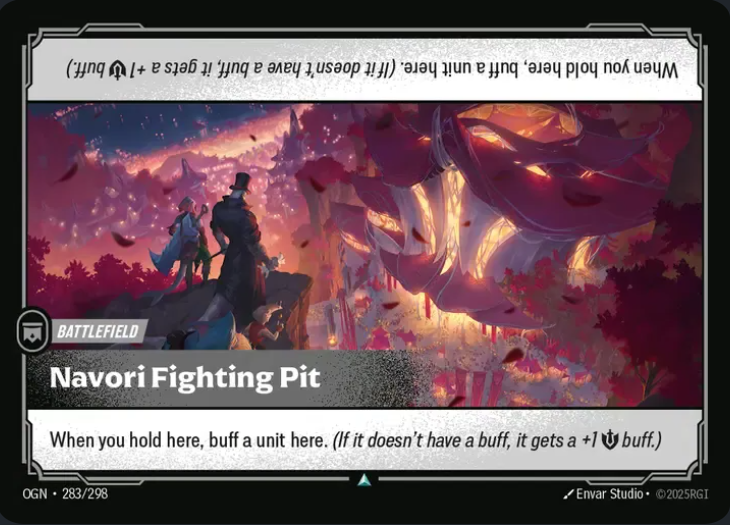 When you hold here, buff a unit here. (If it doesn't have a buff, it gets a +1 buff.)
BATTLEFIELD
Navori Fighting Pit
When you hold here, buff a unit here. (If it doesn't have a buff, it gets a +1 buff.)
OGN • 283/298
Envar Studio • ©2025RGI